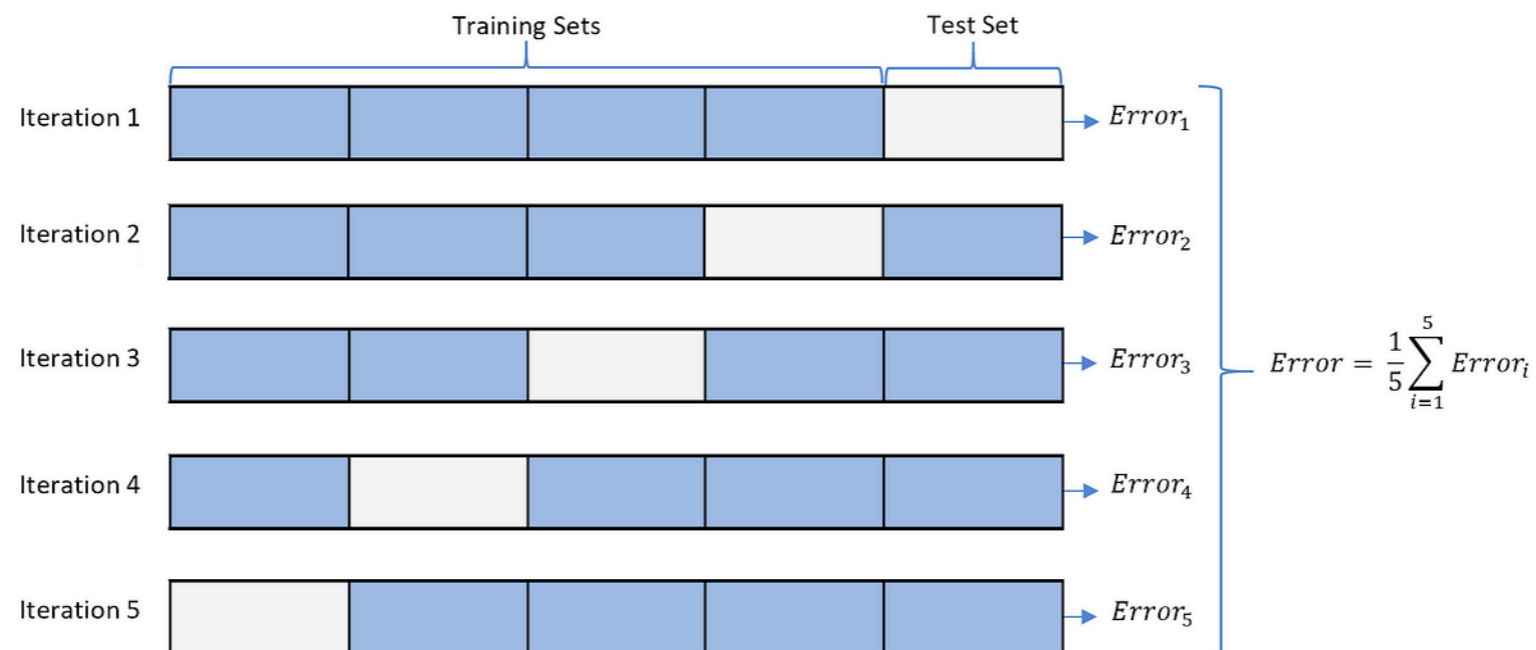 Training Sets
Test Set
Iteration 1
Error₁
Iteration 2
Error₂
Iteration 3
Error₃
Error = 1/5 ∑_{i=1}^{5} Errorᵢ
Iteration 4
Error₄
Iteration 5
Error₅